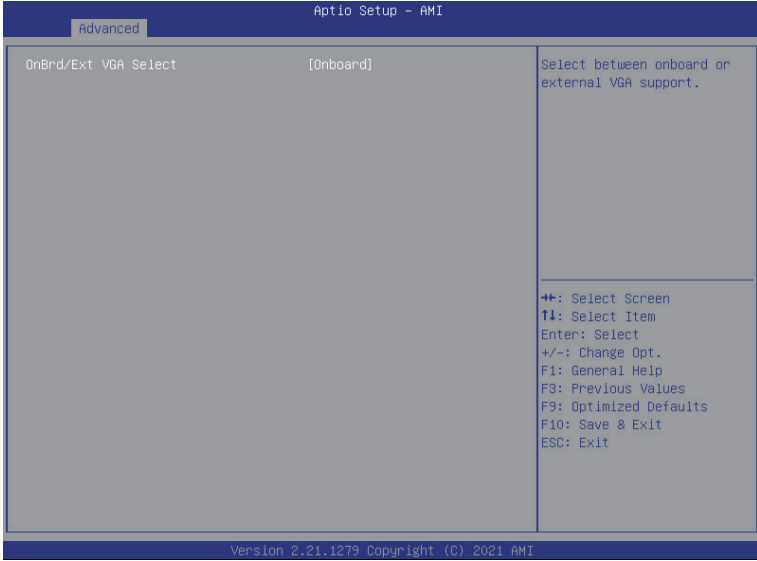 Aptio Setup – AMI
Advanced
OnBrd/Ext VGA Select [Onboard]
Select between onboard or
external VGA support.
→←: Select Screen
↑↓: Select Item
Enter: Select
+/-: Change Opt.
F1: General Help
F3: Previous Values
F9: Optimized Defaults
F10: Save & Exit
ESC: Exit
Version 2.21.1279 Copyright (C) 2021 AMI